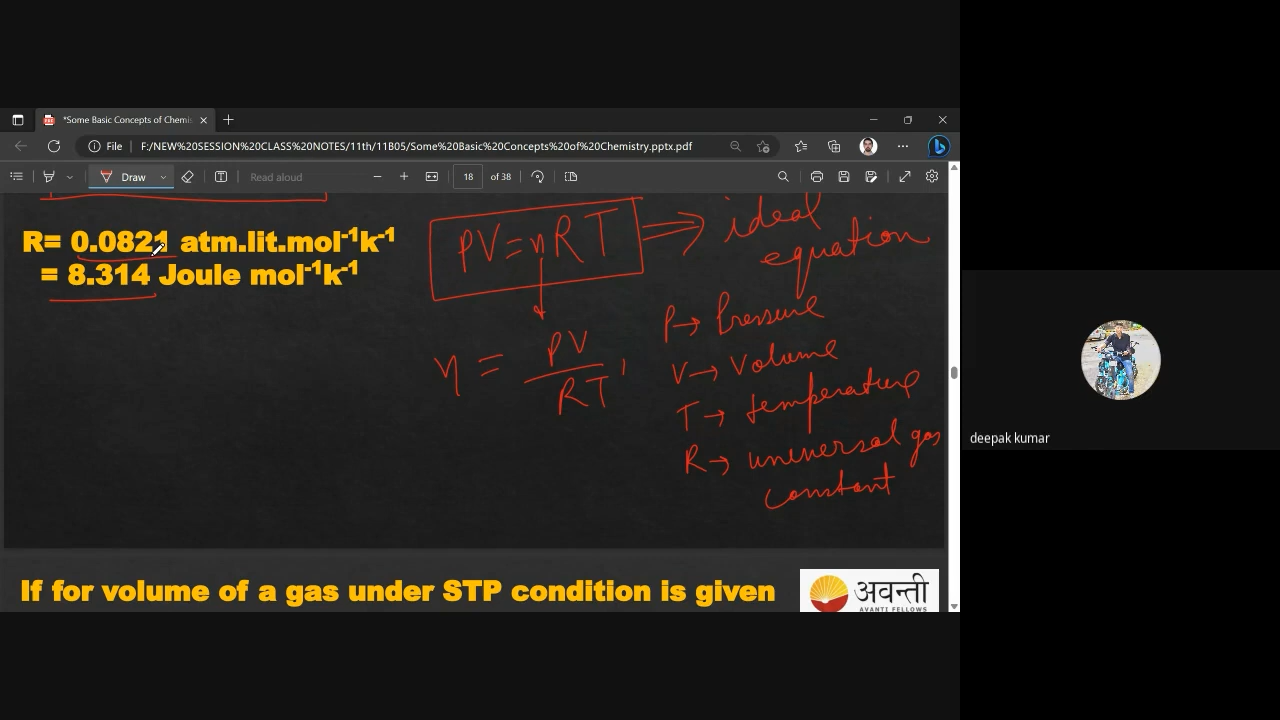 *Some Basic Concepts of Chemis
File F:/NEW%20SESSION%20CLASS%20NOTES/11th/11B05/Some%20Basic%20Concepts%20of%20Chemistry.pptx.pdf
Draw Read aloud 18 of 38
R= 0.0821 atm.lit.mol⁻¹k⁻¹
= 8.314 Joule mol⁻¹k⁻¹
PV=nRT ⇒ ideal
equation
n = PV
RT
P→ Pressure
V→ Volume
T→ temperature
R→ universal gas
constant
If for volume of a gas under STP condition is given
अवन्ती
AVANTI FELLOWS
deepak kumar